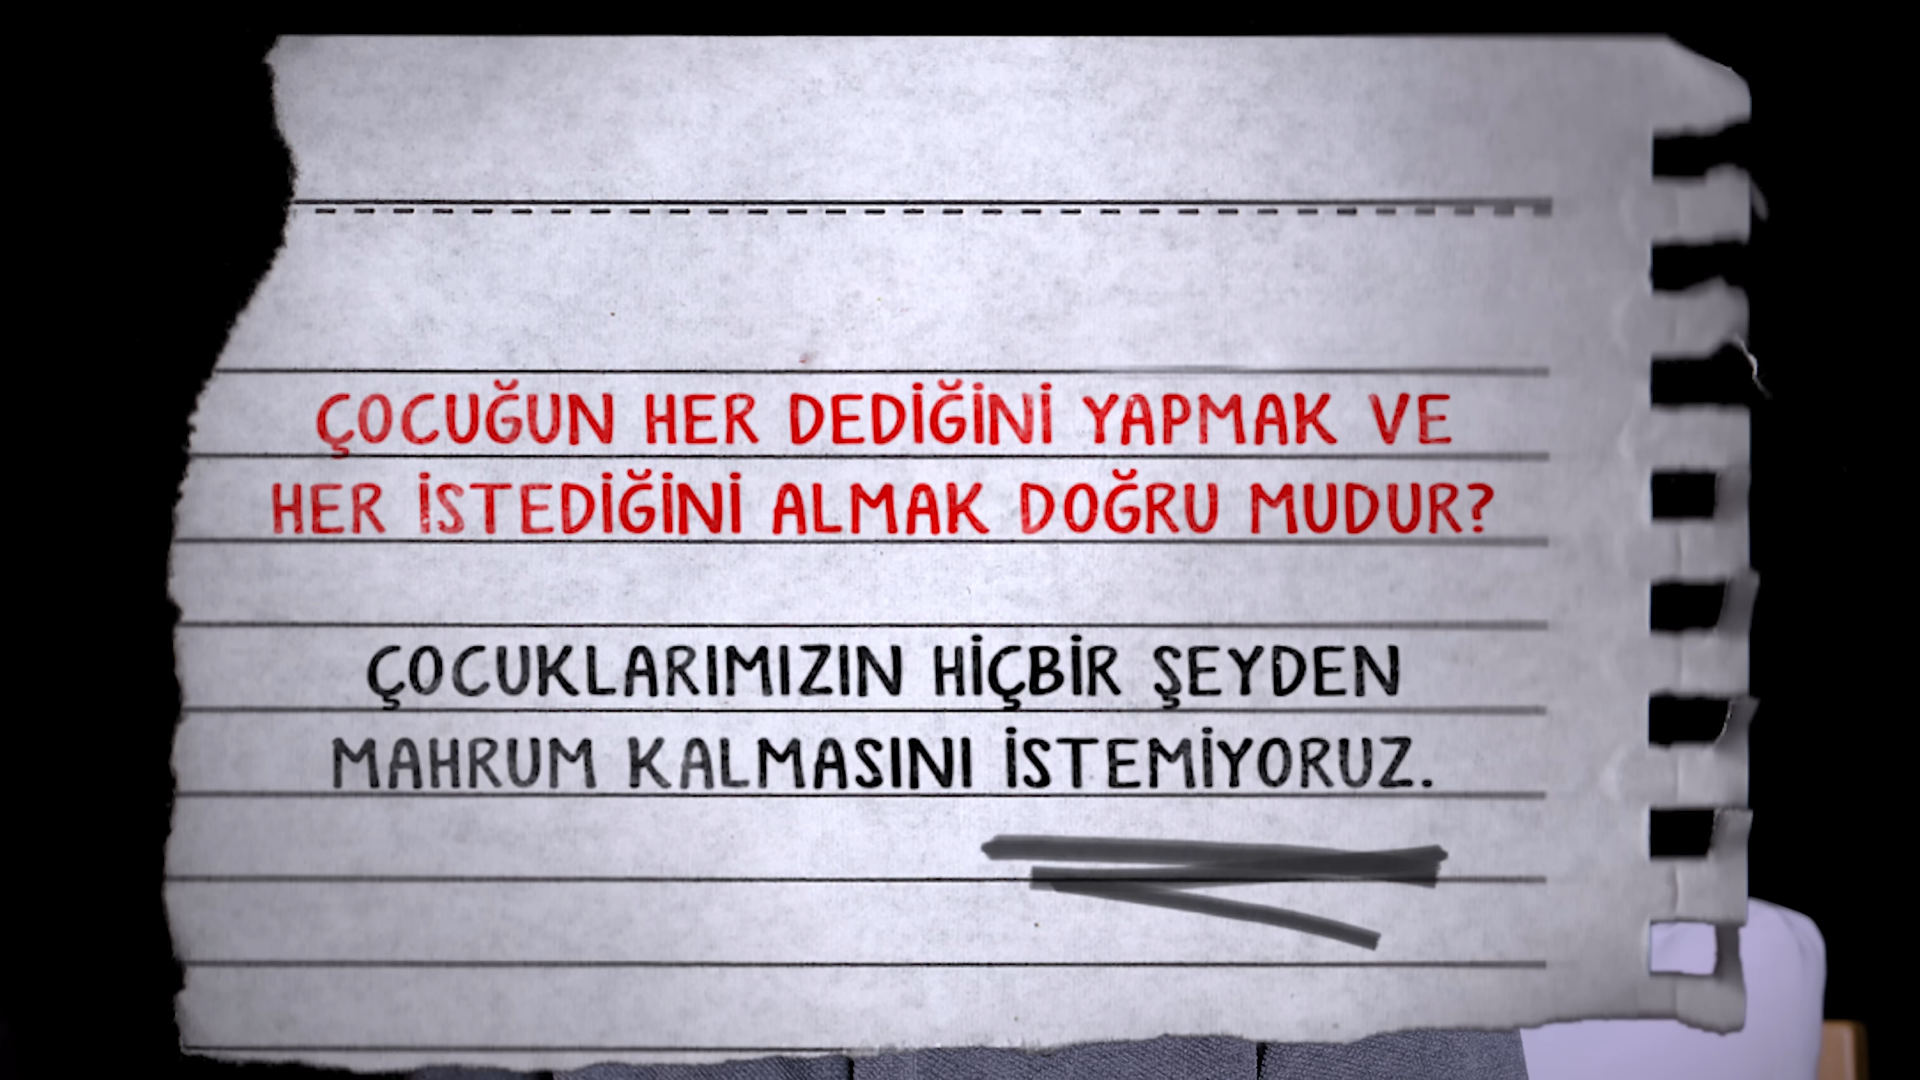 ÇOCUĞUN HER DEDİĞİNİ YAPMAK VE
HER İSTEDİĞİNİ ALMAK DOĞRU MUDUR?
ÇOCUKLARIMIZIN HİÇBİR ŞEYDEN
MAHRUM KALMASINI İSTEMİYORUZ.